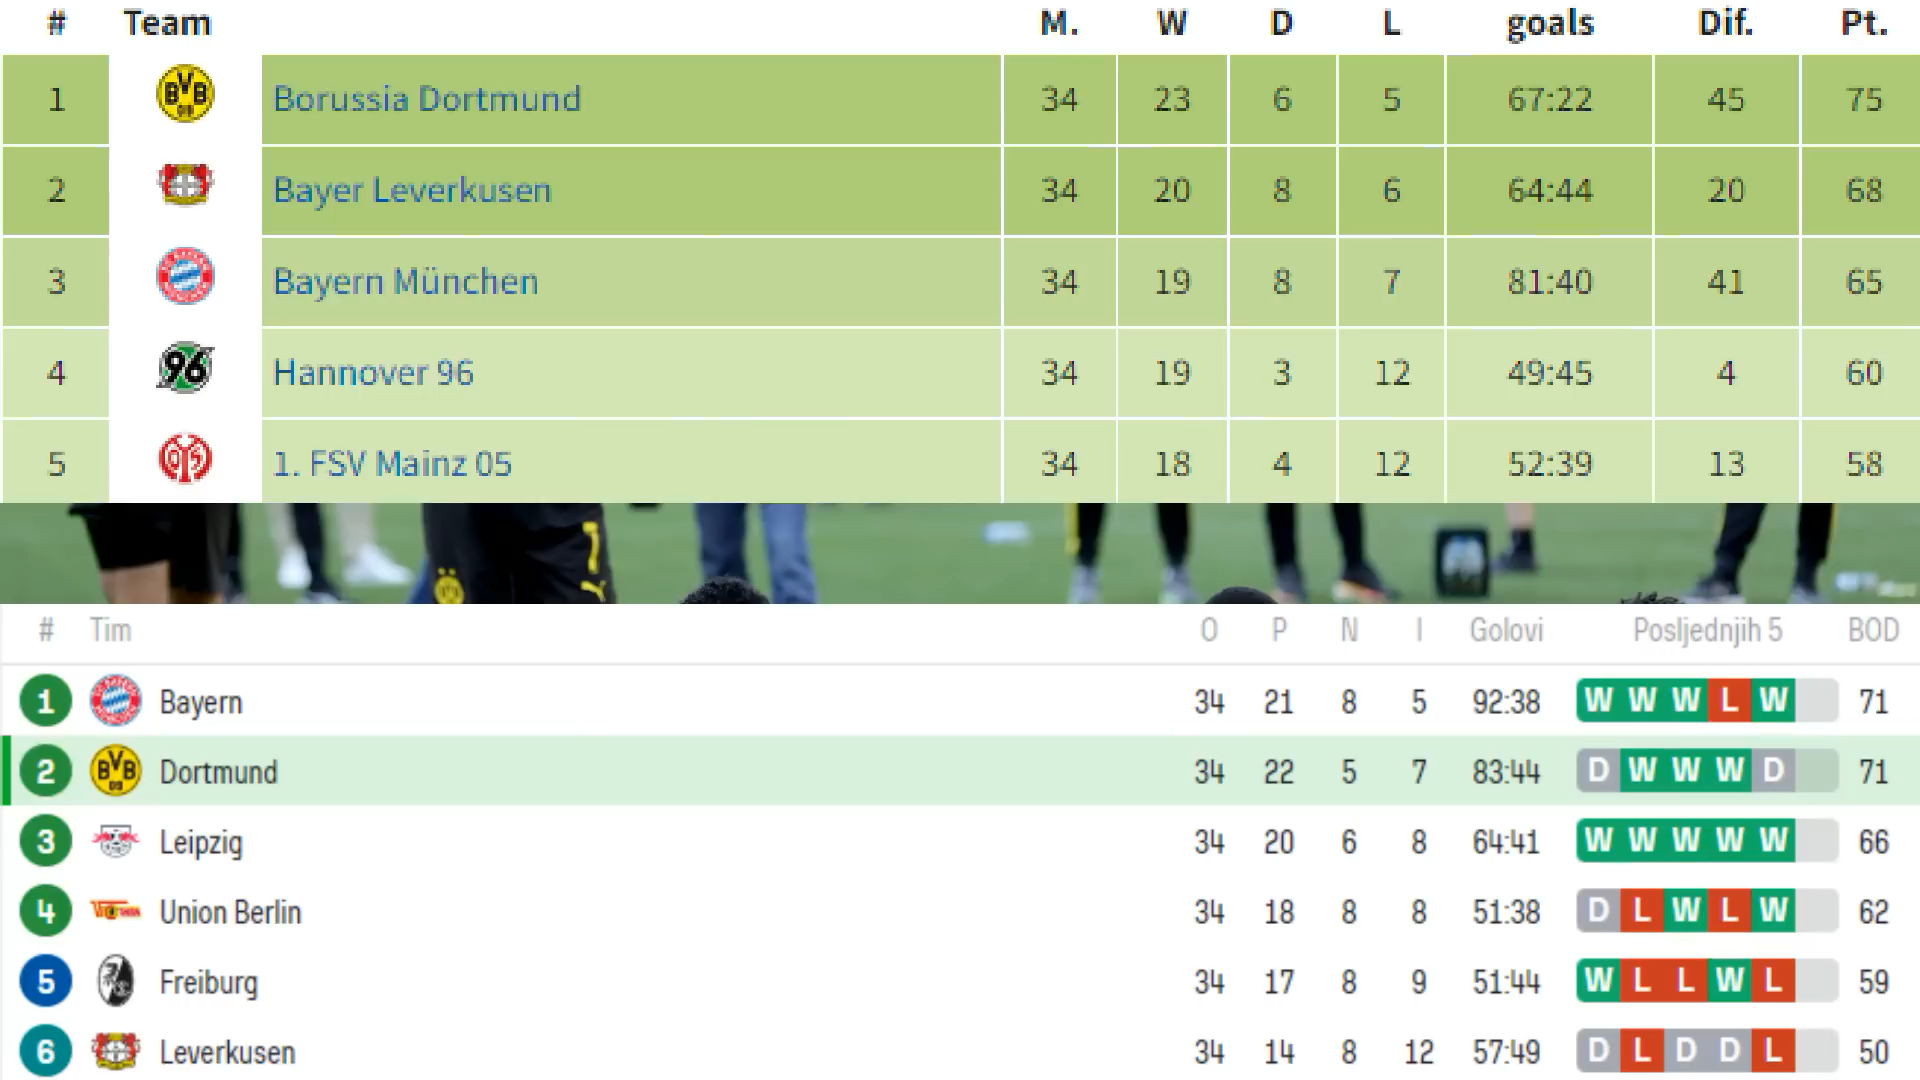 # Team M. W D L goals Dif. Pt.
1 BVB 09 Borussia Dortmund 34 23 6 5 67:22 45 75
2 Bayer Leverkusen 34 20 8 6 64:44 20 68
3 Bayern München 34 19 8 7 81:40 41 65
4 96 Hannover 96 34 19 3 12 49:45 4 60
5 1. FSV Mainz 05 34 18 4 12 52:39 13 58
# Tim O P N I Golovi Posljednjih 5 BOD
1 Bayern 34 21 8 5 92:38 W W W L W 71
2 BVB 09 Dortmund 34 22 5 7 83:44 D W W W D 71
3 Leipzig 34 20 6 8 64:41 W W W W W 66
4 Union Berlin 34 18 8 8 51:38 D L W L W 62
5 Freiburg 34 17 8 9 51:44 W L L W L 59
6 Leverkusen 34 14 8 12 57:49 D L D D L 50